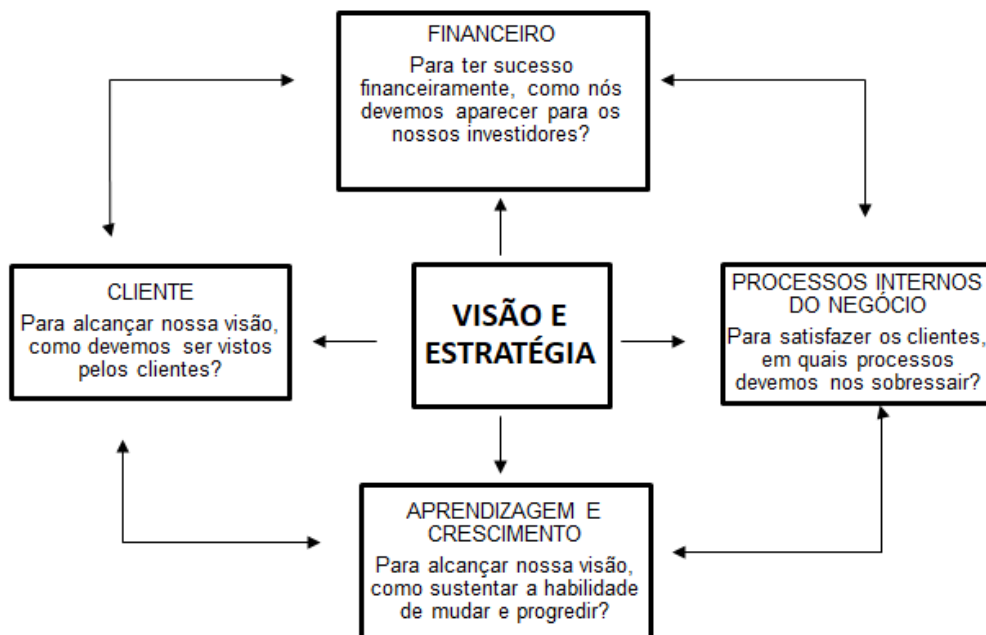 FINANCEIRO
Para ter sucesso
financeiramente, como nós
devemos aparecer para os
nossos investidores?
CLIENTE
Para alcançar nossa visão,
como devemos ser vistos
pelos clientes?
VISÃO E
ESTRATÉGIA
PROCESSOS INTERNOS
DO NEGÓCIO
Para satisfazer os clientes,
em quais processos
devemos nos sobressair?
APRENDIZAGEM E
CRESCIMENTO
Para alcançar nossa visão,
como sustentar a habilidade
de mudar e progredir?